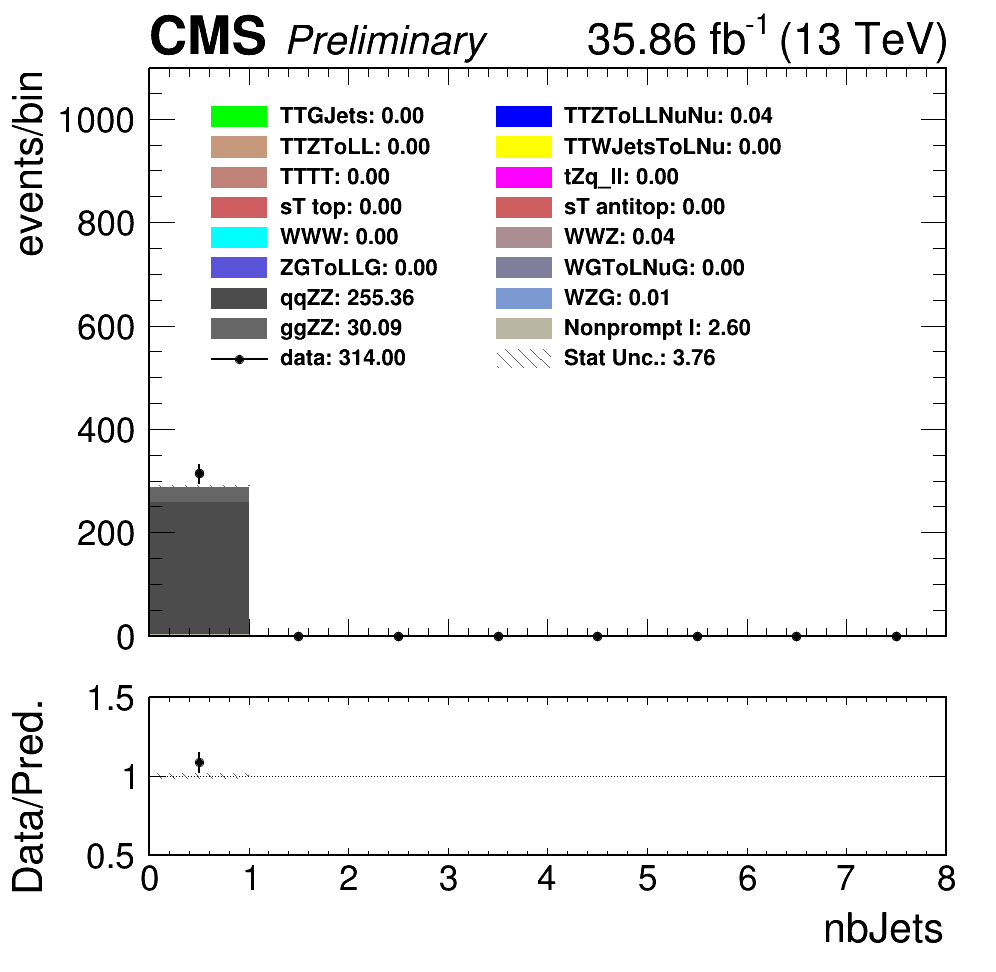 CMS Preliminary 35.86 fb-1 (13 TeV)
events/bin
1000
800
600
400
200
0
TTGJets: 0.00 TTZToLLNuNu: 0.04
TTZToLL: 0.00 TTWJetsToLNu: 0.00
TTTT: 0.00 tZq_ll: 0.00
sT top: 0.00 sT antitop: 0.00
WWW: 0.00 WWZ: 0.04
ZGToLLG: 0.00 WGToLNuG: 0.00
qqZZ: 255.36 WZG: 0.01
ggZZ: 30.09 Nonprompt l: 2.60
data: 314.00 Stat Unc.: 3.76
Data/Pred.
1.5
1
0.5
0 1 2 3 4 5 6 7 8
nbJets